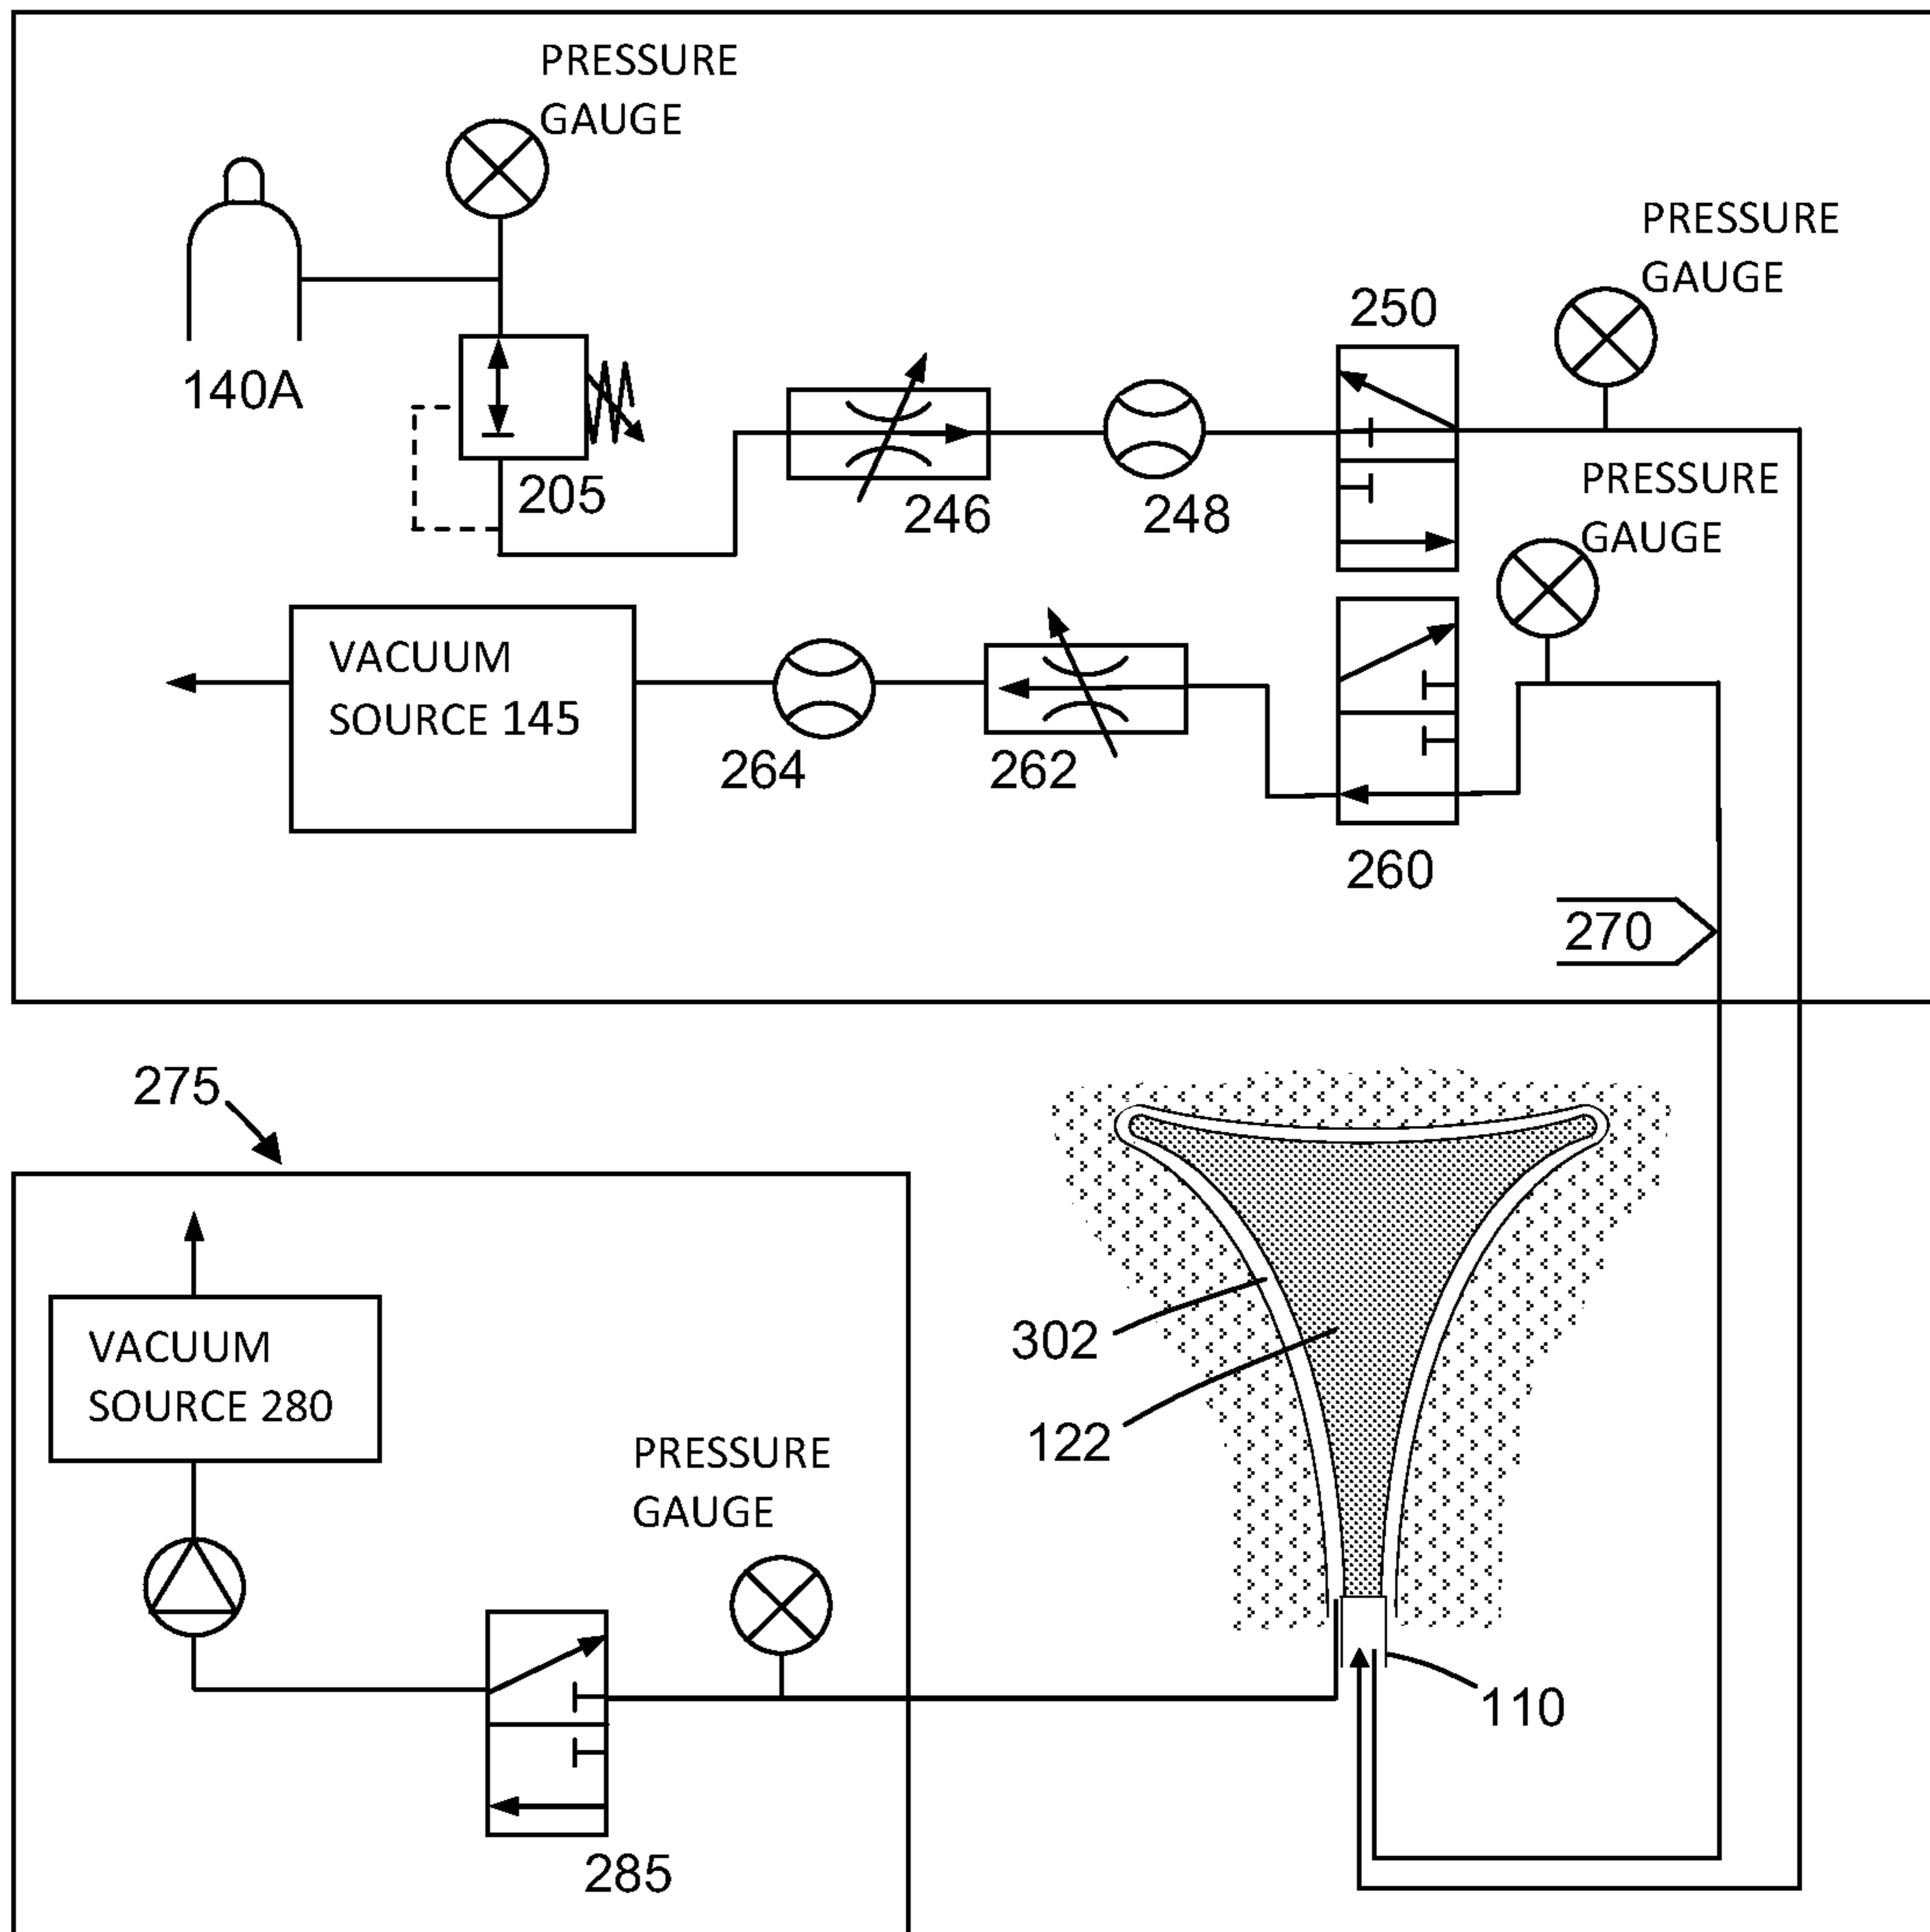 PRESSURE
GAUGE
140A
205
246
248
250
PRESSURE
GAUGE
PRESSURE
GAUGE
VACUUM
SOURCE 145
264
262
260
270
275
VACUUM
SOURCE 280
PRESSURE
GAUGE
285
302
122
110